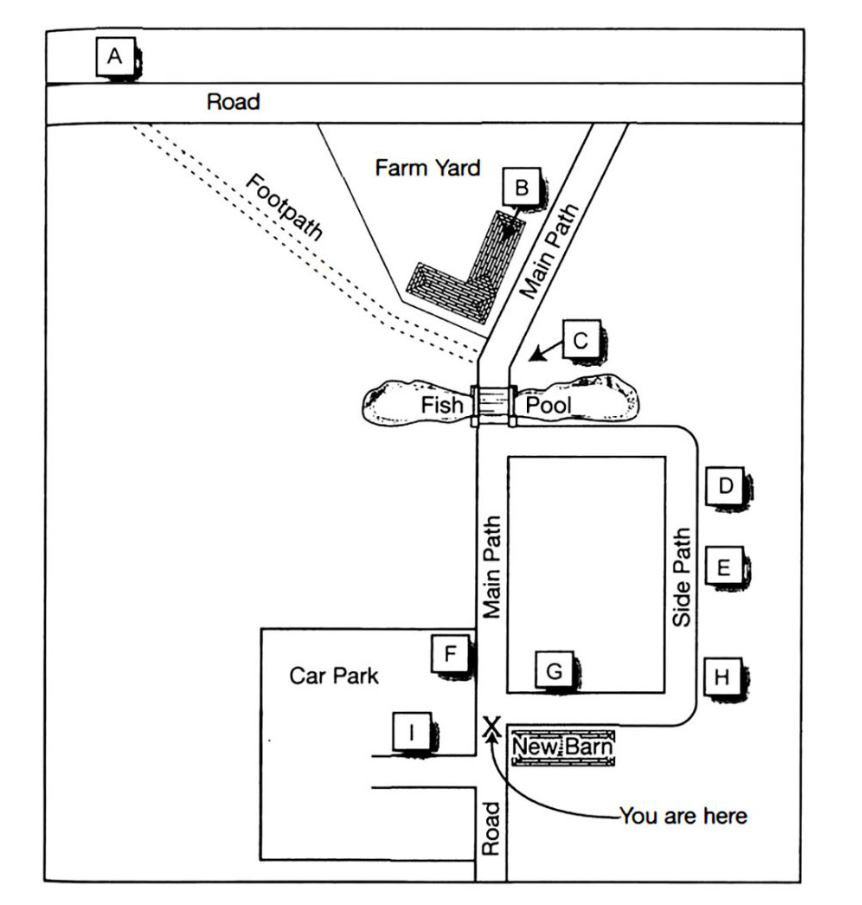 A
Road
Farm Yard
B
Footpath
Main Path
C
Fish Pool
D
Main Path
Side Path
E
F
G
H
Car Park
I
X
New Barn
You are here
Road